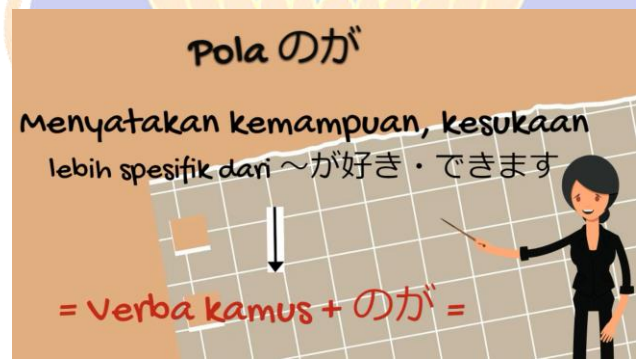 Pola のが
Menyatakan kemampuan, kesukaan
lebih spesifik dari ～が好き・できます
= Verba kamus + のが =